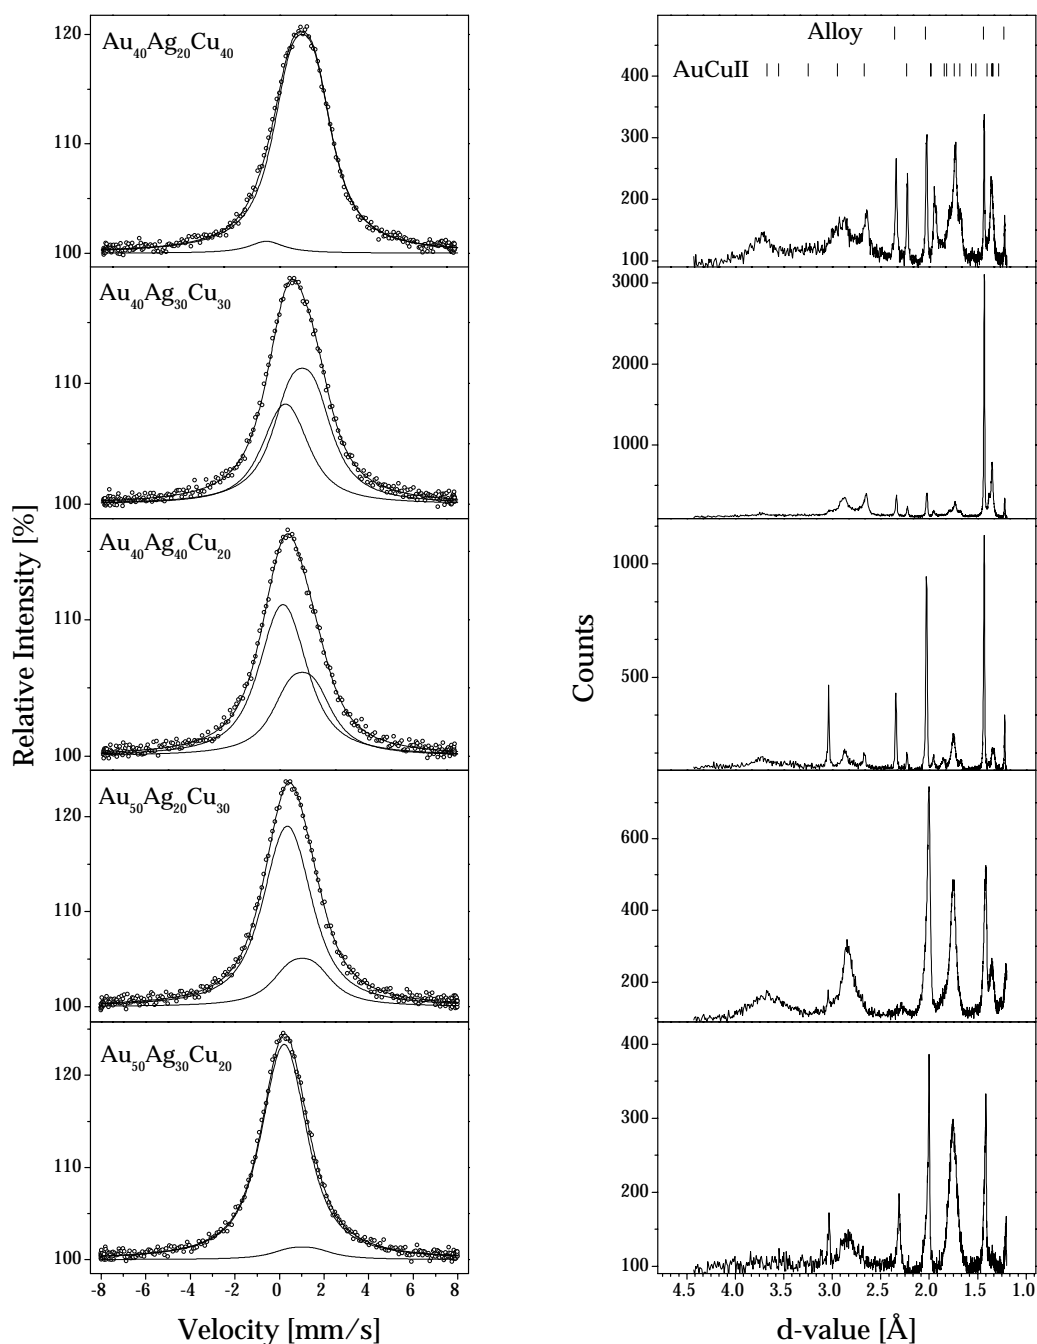 Au₄₀Ag₂₀Cu₄₀
120
110
100
Au₄₀Ag₃₀Cu₃₀
110
100
Au₄₀Ag₄₀Cu₂₀
110
100
Au₅₀Ag₂₀Cu₃₀
120
110
100
Au₅₀Ag₃₀Cu₂₀
120
110
100
-8 -6 -4 -2 0 2 4 6 8
Velocity [mm/s]
Relative Intensity [%]
Alloy
AuCuII
400
300
200
100
3000
2000
1000
1000
500
600
400
200
400
300
200
100
4.5 4.0 3.5 3.0 2.5 2.0 1.5 1.0
d-value [Å]
Counts